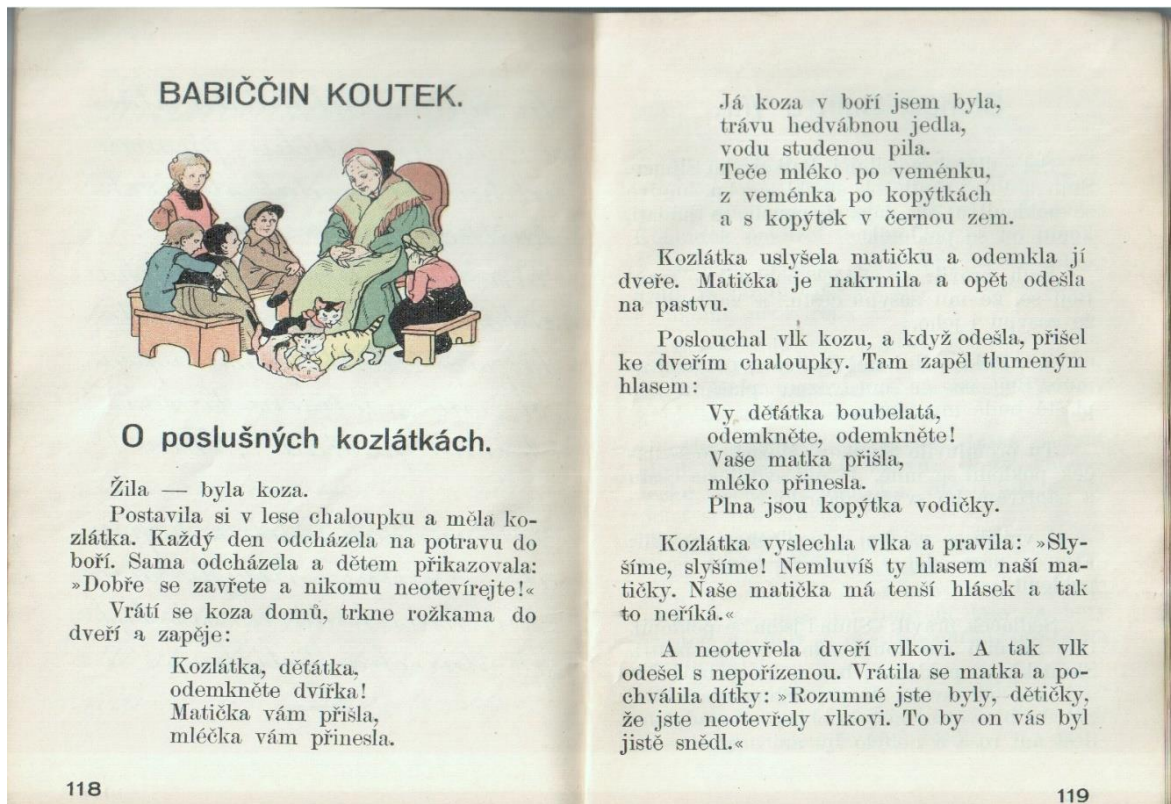 BABIČČIN KOUTEK.
O poslušných kozlátkách.
Žila — byla koza.
Postavila si v lese chaloupku a měla ko-
zlátka. Každý den odcházela na potravu do
boří. Sama odcházela a dětem přikazovala:
»Dobře se zavřete a nikomu neotevírejte!«
Vrátí se koza domů, trkne rožkama do
dveří a zapěje:
Kozlátka, děťátka,
odemkněte dvířka!
Matička vám přišla,
mléčka vám přinesla.
118
Já koza v boří jsem byla,
trávu hedvábnou jedla,
vodu studenou pila.
Teče mléko po veménku,
z veménka po kopýtkách
a s kopýtek v černou zem.
Kozlátka uslyšela matičku a odemkla jí
dveře. Matička je nakrmila a opět odešla
na pastvu.
Poslouchal vlk kozu, a když odešla, přišel
ke dveřím chaloupky. Tam zapěl tlumeným
hlasem:
Vy děťátka boubelatá,
odemkněte, odemkněte!
Vaše matka přišla,
mléko přinesla.
Plna jsou kopýtka vodičky.
Kozlátka vyslechla vlka a pravila: »Sly-
šíme, slyšíme! Nemluvíš ty hlasem naší ma-
tičky. Naše matička má tenší hlásek a tak
to neříká.«
A neotevřela dveří vlkovi. A tak vlk
odešel s nepořízenou. Vrátila se matka a po-
chválila dítky: »Rozumné jste byly, dětičky,
že jste neotevřely vlkovi. To by on vás byl
jistě snědl.«
119